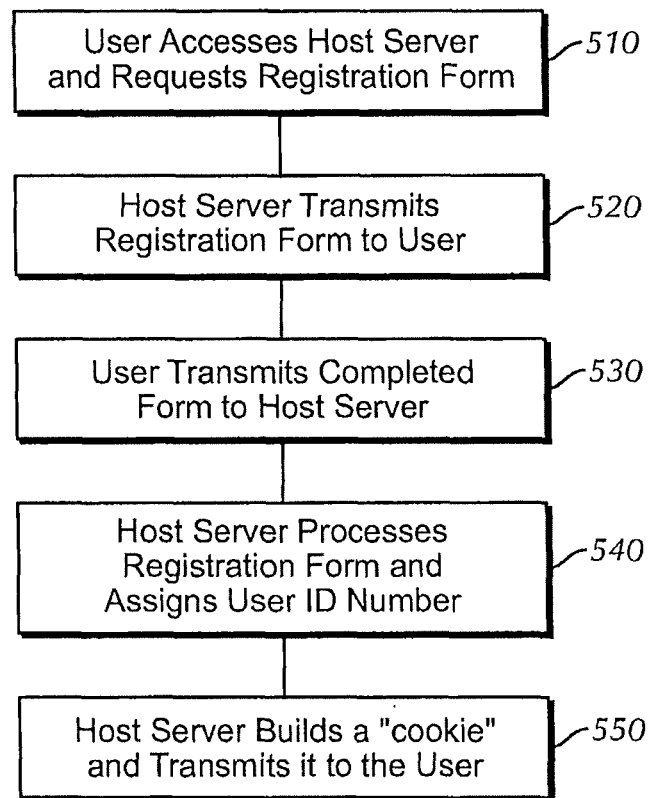 User Accesses Host Server
and Requests Registration Form
510
Host Server Transmits
Registration Form to User
520
User Transmits Completed
Form to Host Server
530
Host Server Processes
Registration Form and
Assigns User ID Number
540
Host Server Builds a "cookie"
and Transmits it to the User
550